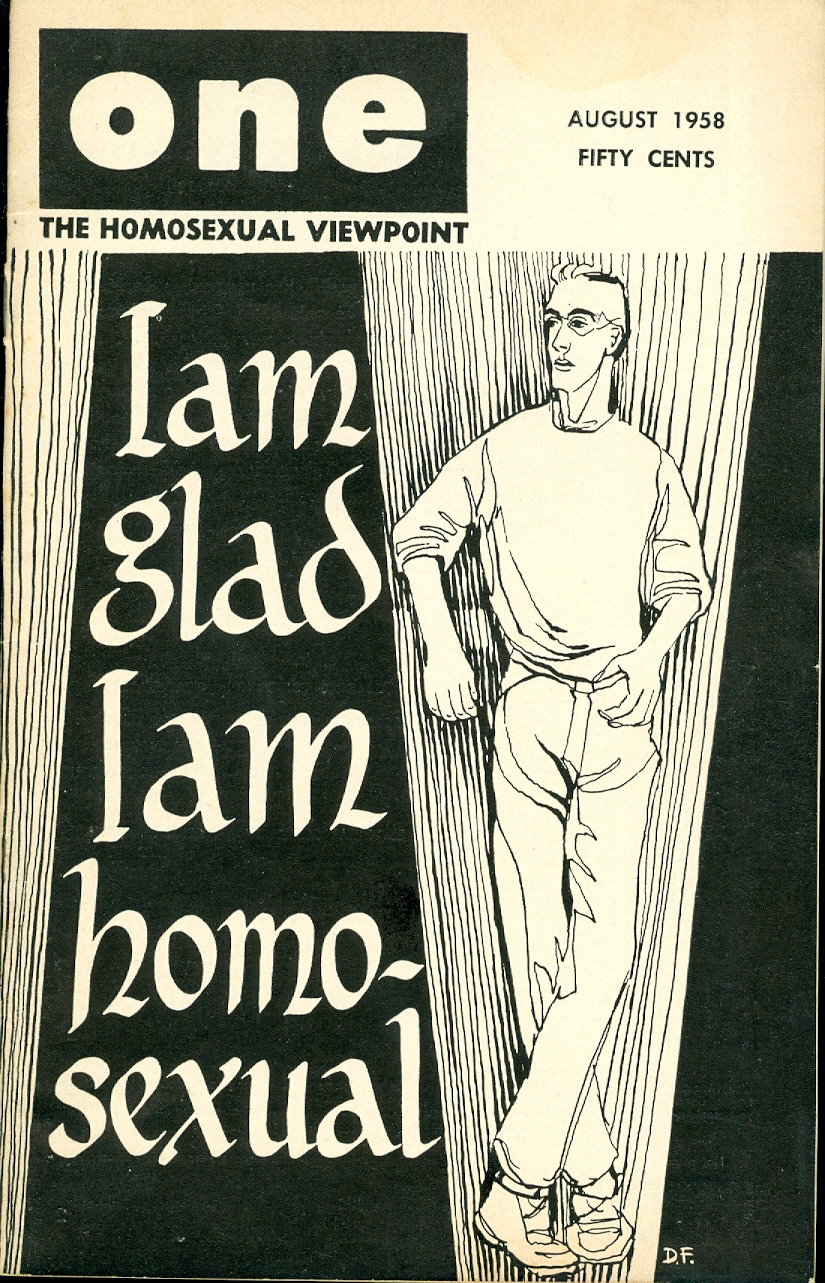 one
AUGUST 1958
FIFTY CENTS
THE HOMOSEXUAL VIEWPOINT
I am
glad
I am
homo-
sexual
D.F.